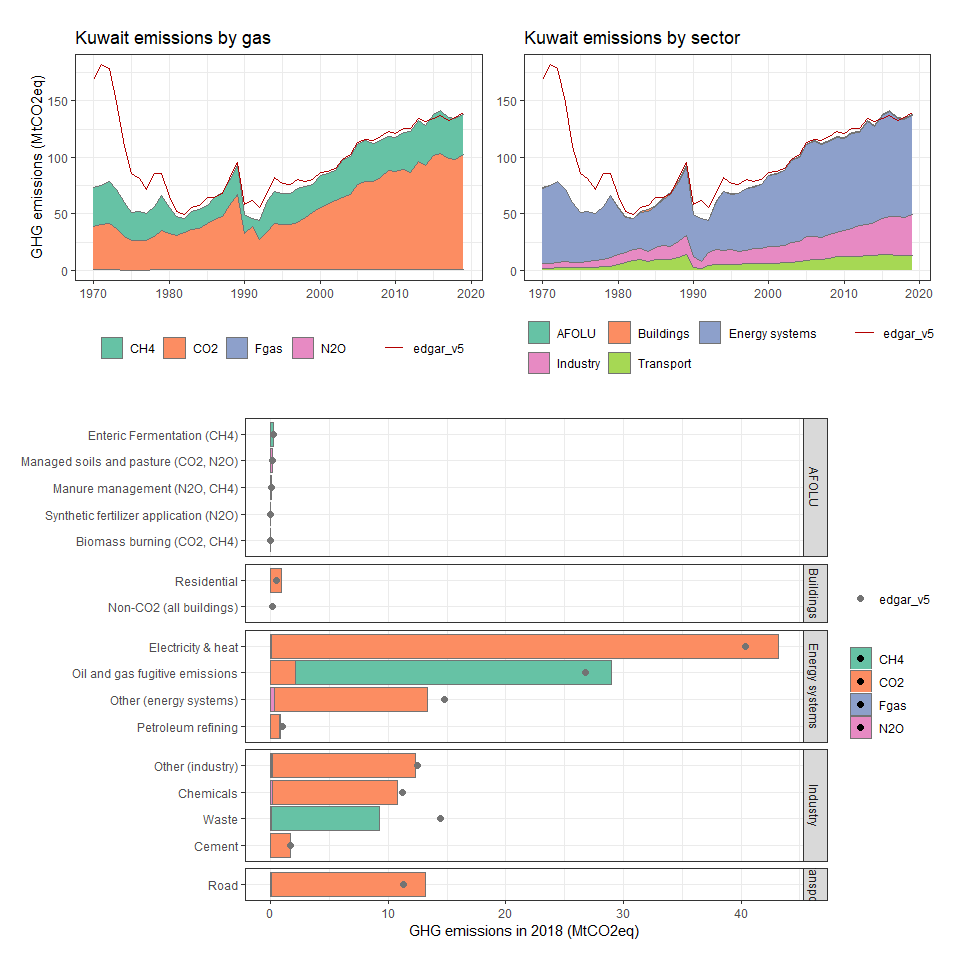 Kuwait emissions by gas
Kuwait emissions by sector
GHG emissions (MtCO2eq)
150
100
50
0
1970
1980
1990
2000
2010
2020
150
100
50
0
1970
1980
1990
2000
2010
2020
CH4
CO2
Fgas
N2O
edgar_v5
AFOLU
Buildings
Energy systems
edgar_v5
Industry
Transport
Enteric Fermentation (CH4)
Managed soils and pasture (CO2, N2O)
Manure management (N2O, CH4)
Synthetic fertilizer application (N2O)
Biomass burning (CO2, CH4)
AFOLU
Residential
Non-CO2 (all buildings)
Buildings
Electricity & heat
Oil and gas fugitive emissions
Other (energy systems)
Petroleum refining
Energy systems
Other (industry)
Chemicals
Waste
Cement
Industry
Road
anspo
0
10
20
30
40
GHG emissions in 2018 (MtCO2eq)
edgar_v5
CH4
CO2
Fgas
N2O